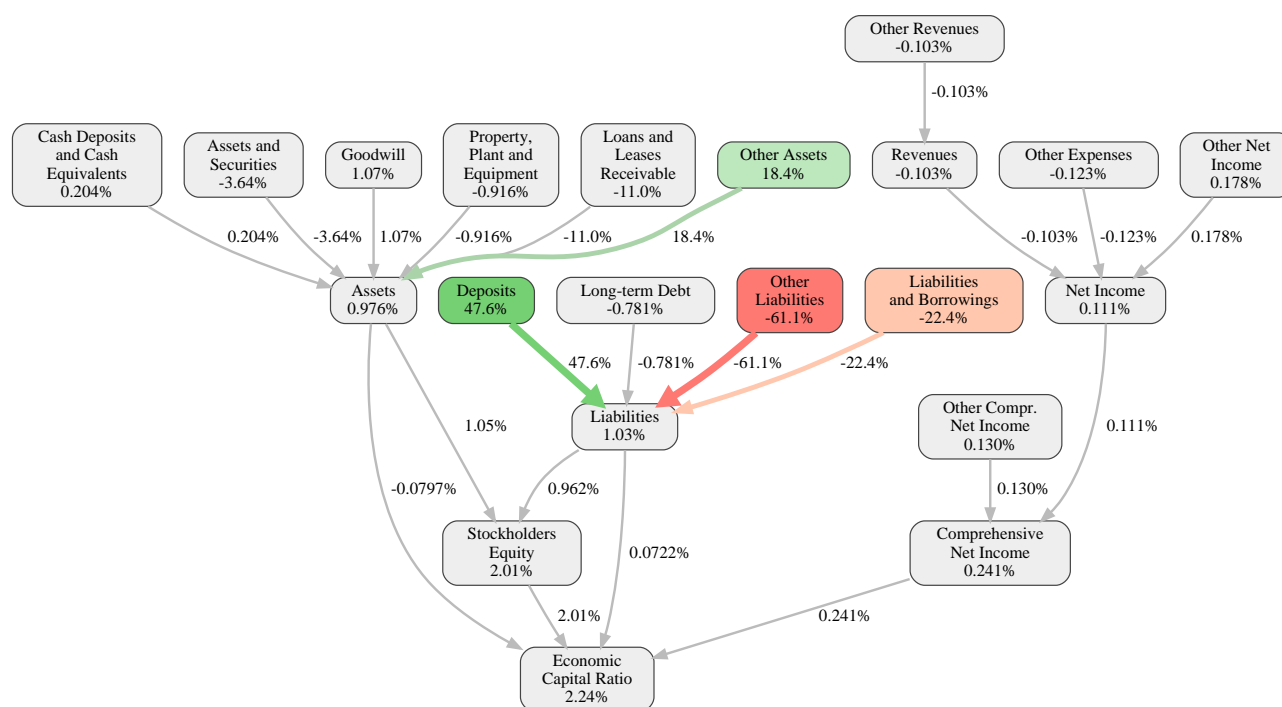 Other Revenues
-0.103%
-0.103%
Cash Deposits
and Cash
Equivalents
0.204%
Assets and
Securities
-3.64%
Goodwill
1.07%
Property,
Plant and
Equipment
-0.916%
Loans and
Leases
Receivable
-11.0%
Other Assets
18.4%
Revenues
-0.103%
Other Expenses
-0.123%
Other Net
Income
0.178%
0.204%
-3.64%
1.07%
-0.916%
-11.0%
18.4%
-0.103%
-0.123%
0.178%
Assets
0.976%
Deposits
47.6%
Long-term Debt
-0.781%
Other
Liabilities
-61.1%
Liabilities
and Borrowings
-22.4%
Net Income
0.111%
47.6%
-0.781%
-61.1%
-22.4%
Liabilities
1.03%
Other Compr.
Net Income
0.130%
1.05%
0.111%
-0.0797%
0.962%
0.130%
Stockholders
Equity
2.01%
0.0722%
Comprehensive
Net Income
0.241%
2.01%
0.241%
Economic
Capital Ratio
2.24%